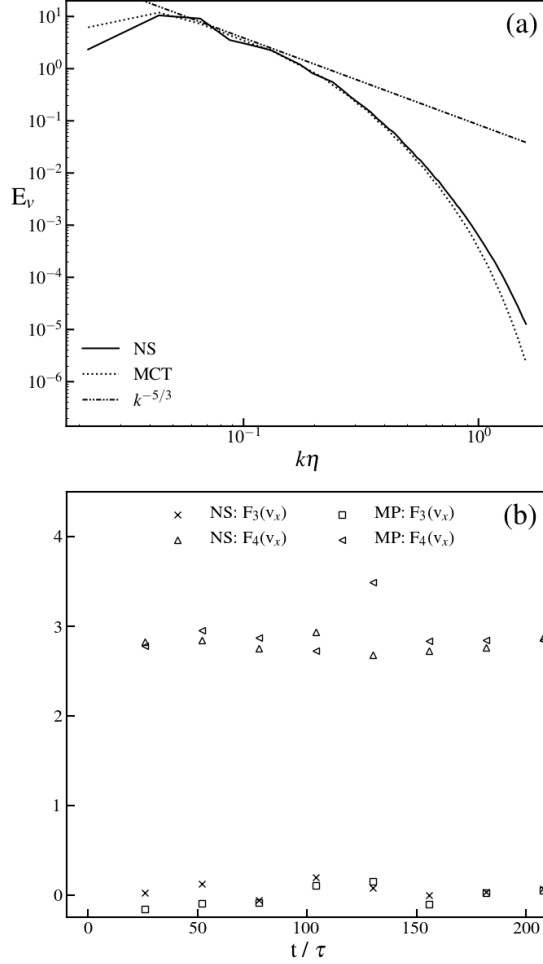 (a)
10^1
10^0
10^{-1}
10^{-2}
10^{-3}
10^{-4}
10^{-5}
10^{-6}
E_v
NS
MCT
k^{-5/3}
10^{-1} 10^0
kη
(b)
NS: F_3(v_x) MP: F_3(v_x)
NS: F_4(v_x) MP: F_4(v_x)
4
3
2
1
0
0 50 100 150 200
t / τ